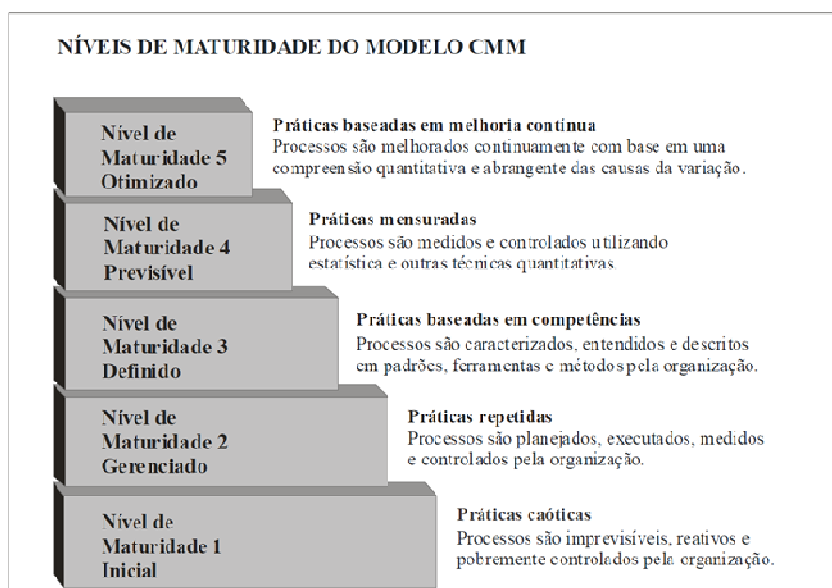 NÍVEIS DE MATURIDADE DO MODELO CMM
Nível de
Maturidade 5
Otimizado
Práticas baseadas em melhoria contínua
Processos são melhorados continuamente com base em uma
compreensão quantitativa e abrangente das causas da variação.
Nível de
Maturidade 4
Previsível
Práticas mensuradas
Processos são medidos e controlados utilizando
estatística e outras técnicas quantitativas.
Nível de
Maturidade 3
Definido
Práticas baseadas em competências
Processos são caracterizados, entendidos e descritos
em padrões, ferramentas e métodos pela organização.
Nível de
Maturidade 2
Gerenciado
Práticas repetidas
Processos são planejados, executados, medidos
e controlados pela organização.
Nível de
Maturidade 1
Inicial
Práticas caóticas
Processos são imprevisíveis, reativos e
pobremente controlados pela organização.